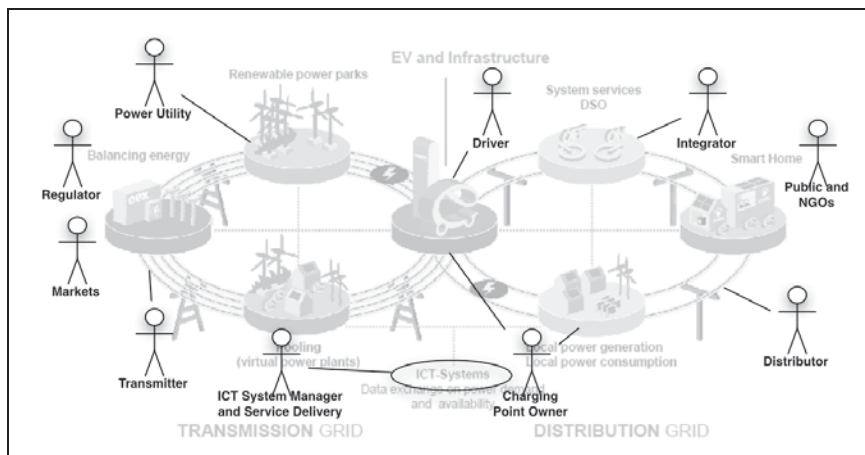 EV and Infrastructure
Renewable power parks
System services
DSO
Power Utility
Driver
Integrator
Balancing energy
Smart Home
Regulator
Public and
NGOs
Markets
Pooling
(virtual power plants)
Local power generation
Local power consumption
Transmitter
ICT System Manager
and Service Delivery
ICT-Systems
Data exchange on power demand
and availability
Charging
Point Owner
Distributor
TRANSMISSION GRID
DISTRIBUTION GRID